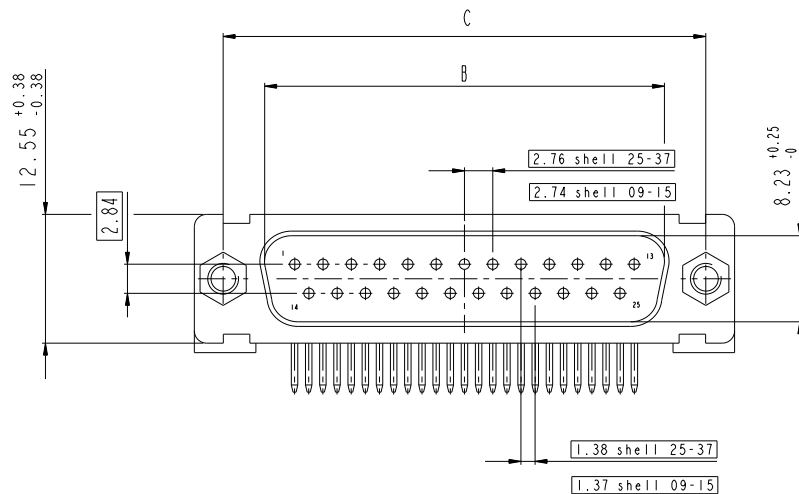 C
B
12.55 +0.38 -0.38
2.76 shell 25-37
2.74 shell 09-15
8.23 +0.25 -0
2.84
1
13
14
25
1.38 shell 25-37
1.37 shell 09-15